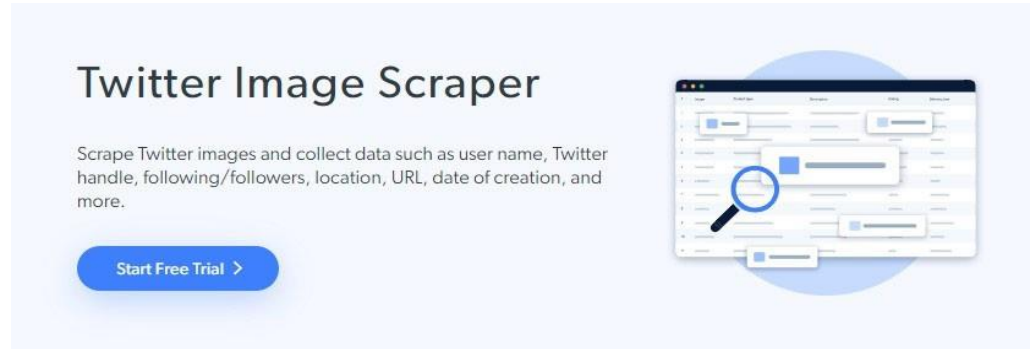 Twitter Image Scraper
Scrape Twitter images and collect data such as user name, Twitter
handle, following/followers, location, URL, date of creation, and
more.
Start Free Trial >